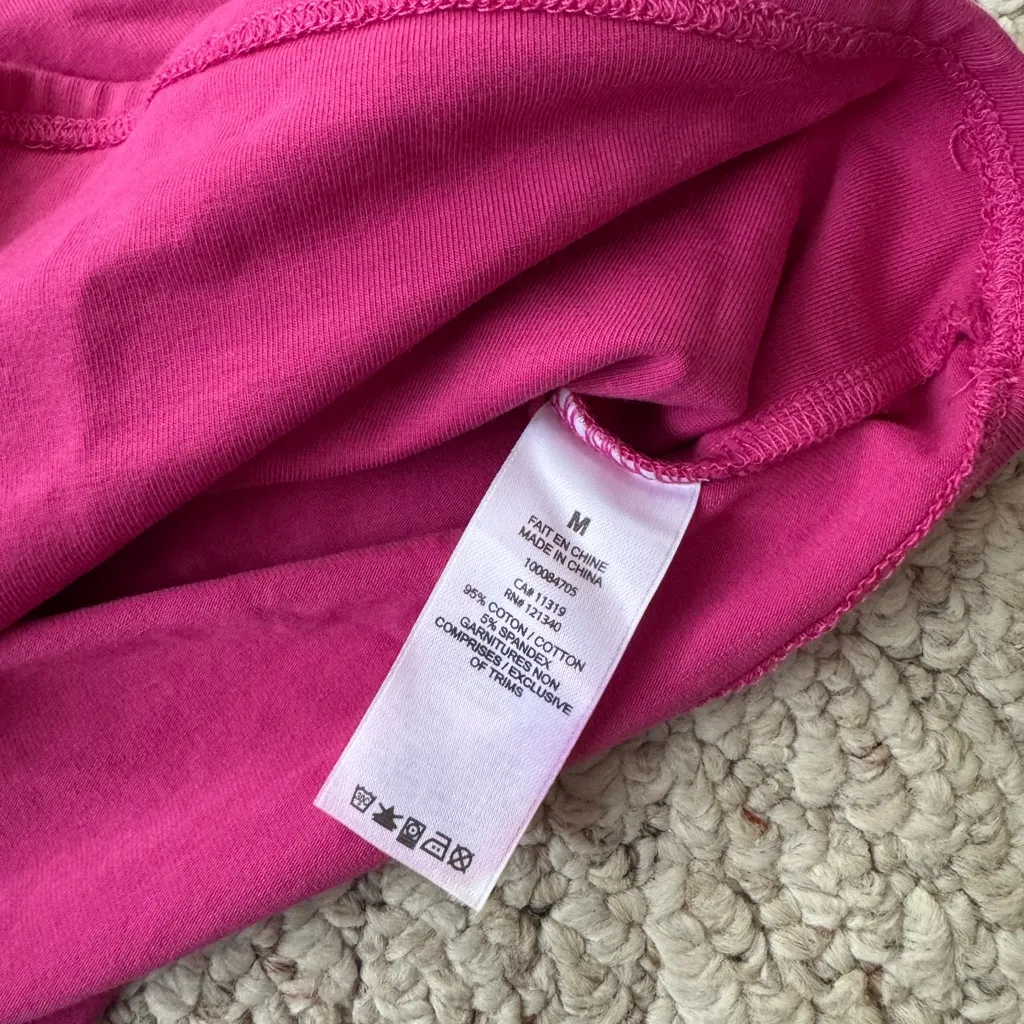 M
FAIT EN CHINE
MADE IN CHINA
100084705
CA# 11319
RN# 121340
95% COTON / COTTON
5% SPANDEX
GARNITURES NON
COMPRISES / EXCLUSIVE
OF TRIMS